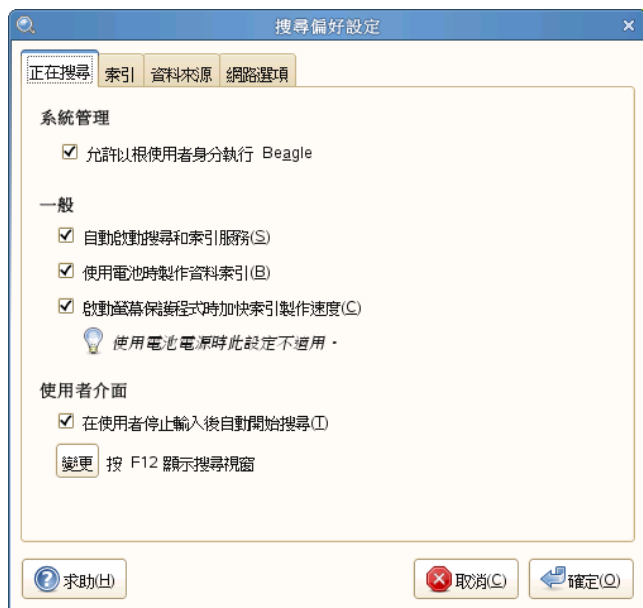 搜尋偏好設定
正在搜尋 索引 資料來源 網路選項
系統管理
允許以根使用者身分執行 Beagle
一般
自動啟動搜尋和索引服務(S)
使用電池時製作資料索引(B)
啟動螢幕保護程式時加快索引製作速度(C)
使用電池電源時此設定不適用。
使用者介面
在使用者停止輸入後自動開始搜尋(T)
變更 按 F12 顯示搜尋視窗
求助(H) 取消(C) 確定(O)